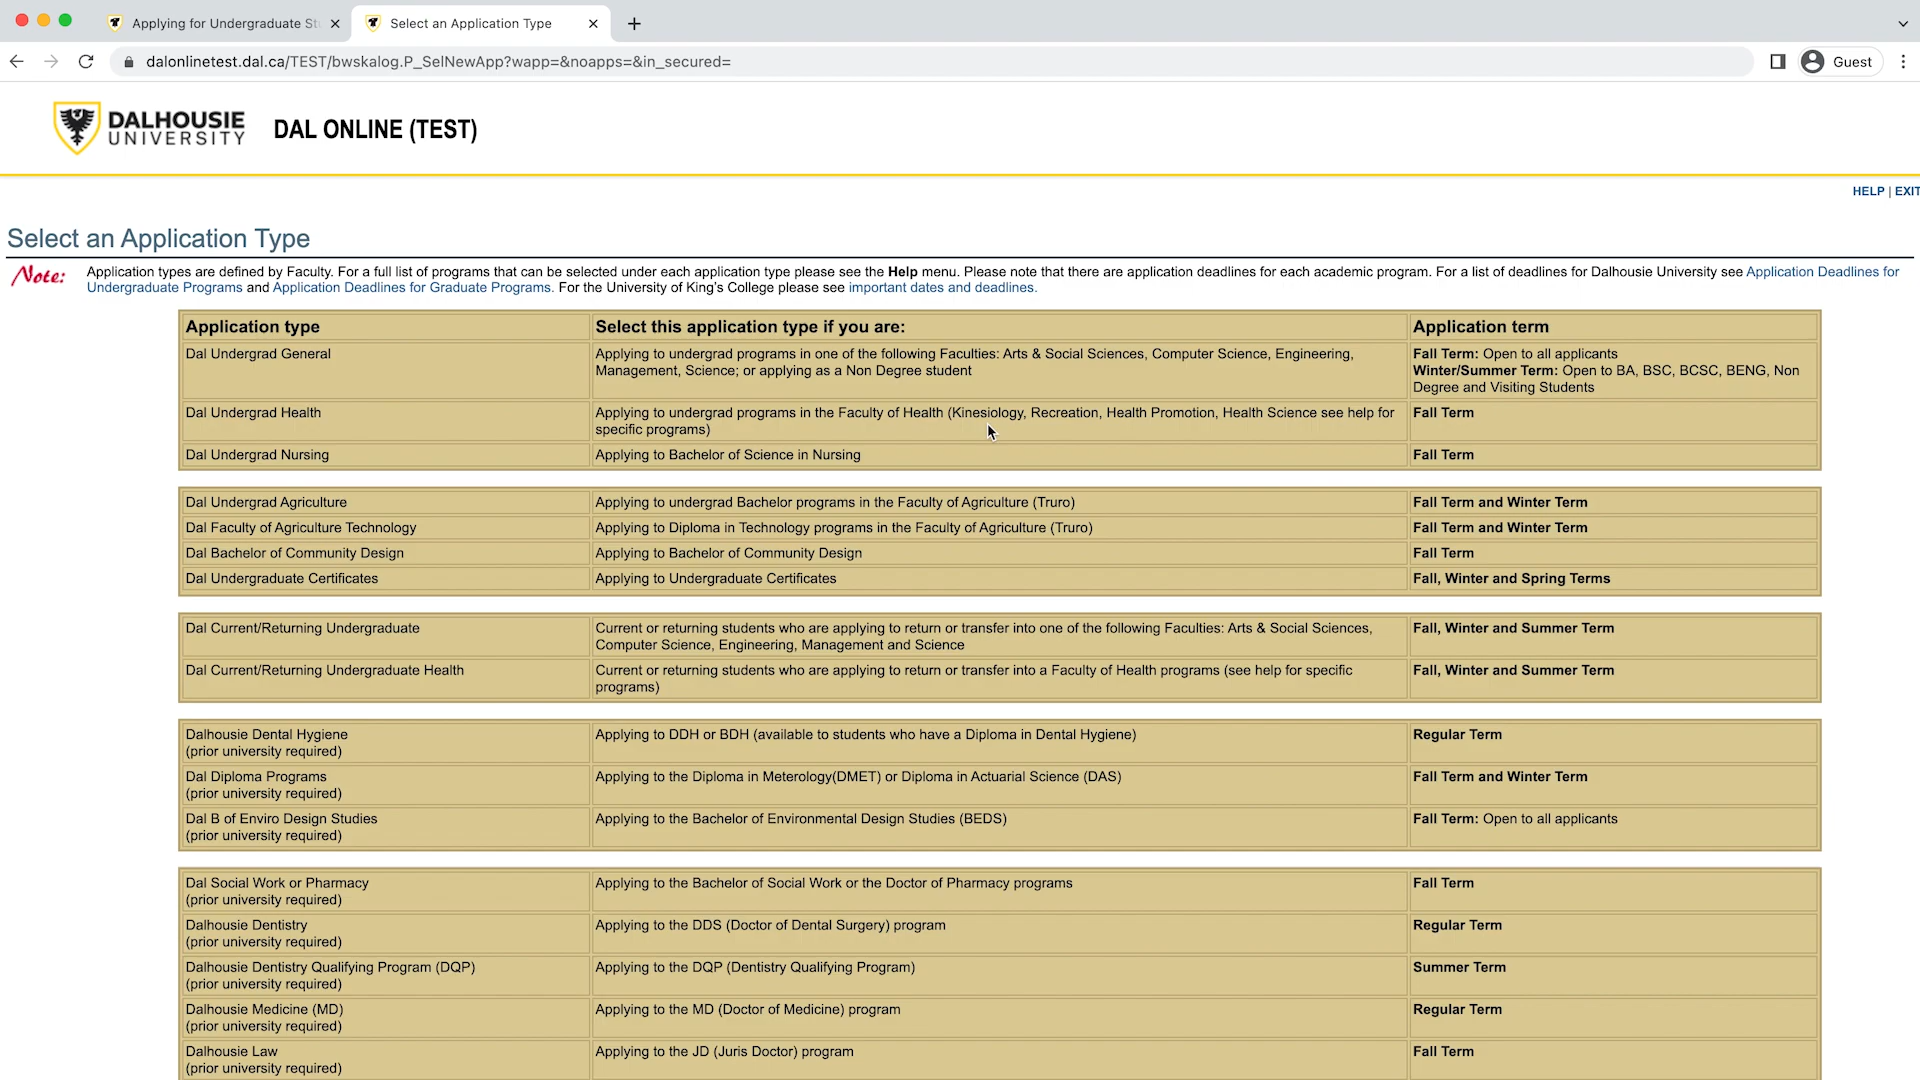 Applying for Undergraduate St
Select an Application Type
dalonlinetest.dal.ca/TEST/bwskalog.P_SelNewApp?wapp=&noapps=&in_secured=
Guest
DALHOUSIE
UNIVERSITY
DAL ONLINE (TEST)
HELP | EXIT
Select an Application Type
Note:
Application types are defined by Faculty. For a full list of programs that can be selected under each application type please see the Help menu. Please note that there are application deadlines for each academic program. For a list of deadlines for Dalhousie University see Application Deadlines for
Undergraduate Programs and Application Deadlines for Graduate Programs. For the University of King's College please see important dates and deadlines.
Application type
Select this application type if you are:
Application term
Dal Undergrad General
Applying to undergrad programs in one of the following Faculties: Arts & Social Sciences, Computer Science, Engineering,
Management, Science; or applying as a Non Degree student
Fall Term: Open to all applicants
Winter/Summer Term: Open to BA, BSC, BCSC, BENG, Non
Degree and Visiting Students
Dal Undergrad Health
Applying to undergrad programs in the Faculty of Health (Kinesiology, Recreation, Health Promotion, Health Science see help for
specific programs)
Fall Term
Dal Undergrad Nursing
Applying to Bachelor of Science in Nursing
Fall Term
Dal Undergrad Agriculture
Applying to undergrad Bachelor programs in the Faculty of Agriculture (Truro)
Fall Term and Winter Term
Dal Faculty of Agriculture Technology
Applying to Diploma in Technology programs in the Faculty of Agriculture (Truro)
Fall Term and Winter Term
Dal Bachelor of Community Design
Applying to Bachelor of Community Design
Fall Term
Dal Undergraduate Certificates
Applying to Undergraduate Certificates
Fall, Winter and Spring Terms
Dal Current/Returning Undergraduate
Current or returning students who are applying to return or transfer into one of the following Faculties: Arts & Social Sciences,
Computer Science, Engineering, Management and Science
Fall, Winter and Summer Term
Dal Current/Returning Undergraduate Health
Current or returning students who are applying to return or transfer into a Faculty of Health programs (see help for specific
programs)
Fall, Winter and Summer Term
Dalhousie Dental Hygiene
(prior university required)
Applying to DDH or BDH (available to students who have a Diploma in Dental Hygiene)
Regular Term
Dal Diploma Programs
(prior university required)
Applying to the Diploma in Meterology(DMET) or Diploma in Actuarial Science (DAS)
Fall Term and Winter Term
Dal B of Enviro Design Studies
(prior university required)
Applying to the Bachelor of Environmental Design Studies (BEDS)
Fall Term: Open to all applicants
Dal Social Work or Pharmacy
(prior university required)
Applying to the Bachelor of Social Work or the Doctor of Pharmacy programs
Fall Term
Dalhousie Dentistry
(prior university required)
Applying to the DDS (Doctor of Dental Surgery) program
Regular Term
Dalhousie Dentistry Qualifying Program (DQP)
(prior university required)
Applying to the DQP (Dentistry Qualifying Program)
Summer Term
Dalhousie Medicine (MD)
(prior university required)
Applying to the MD (Doctor of Medicine) program
Regular Term
Dalhousie Law
(prior university required)
Applying to the JD (Juris Doctor) program
Fall Term